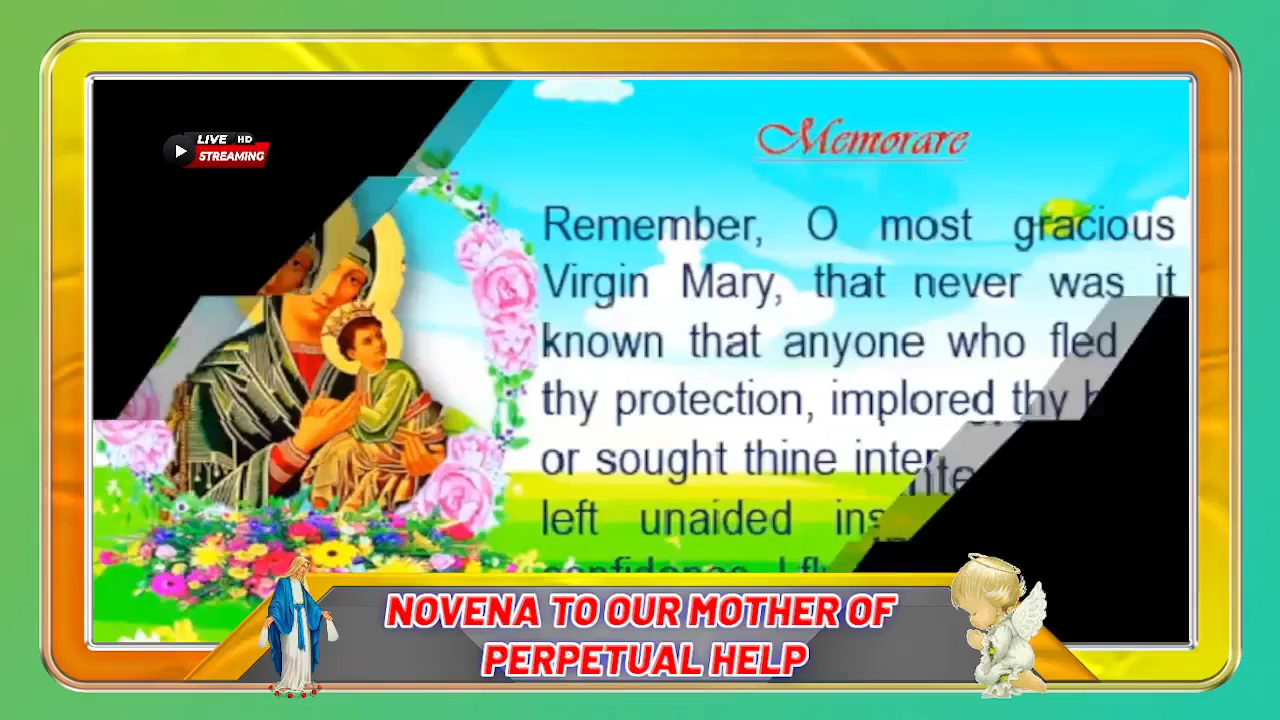 LIVE HD
STREAMING
Memorare
Remember, O most gracious
Virgin Mary, that never was it
known that anyone who fled
thy protection, implored thy
or sought thine
left unaided
NOVENA TO OUR MOTHER OF
PERPETUAL HELP